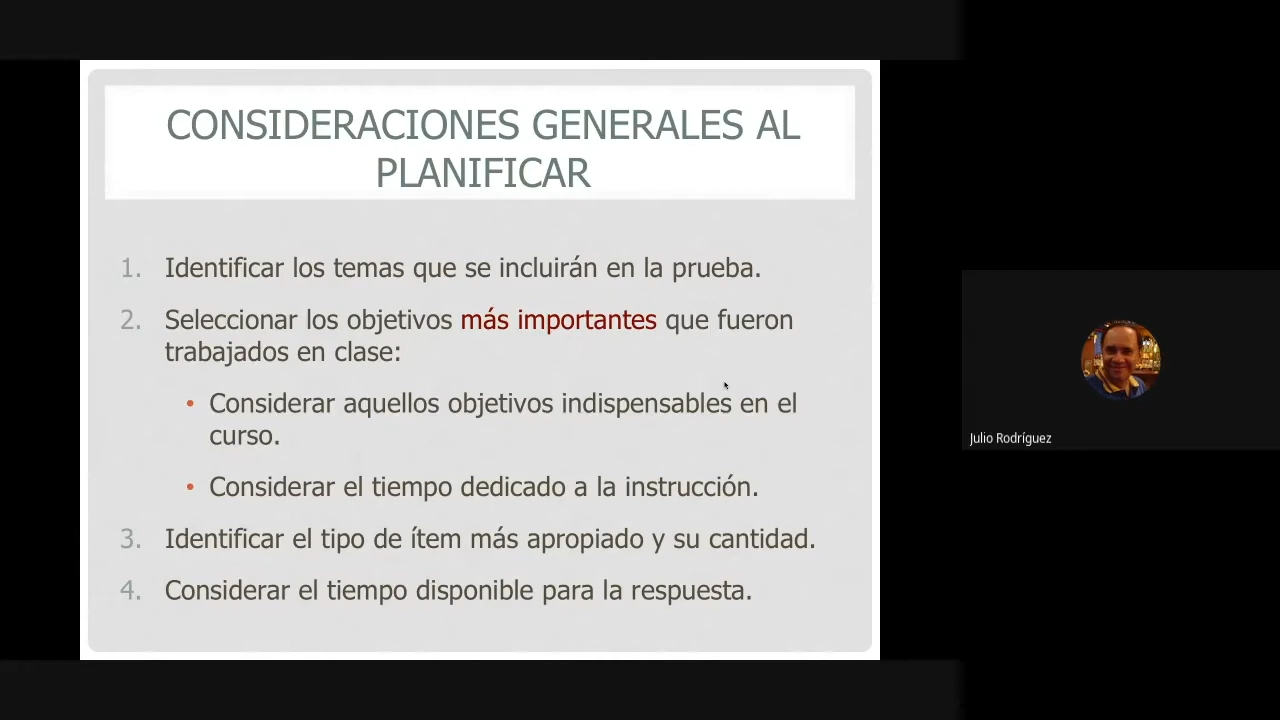 CONSIDERACIONES GENERALES AL
PLANIFICAR
1. Identificar los temas que se incluirán en la prueba.
2. Seleccionar los objetivos más importantes que fueron
trabajados en clase:
• Considerar aquellos objetivos indispensables en el
curso.
• Considerar el tiempo dedicado a la instrucción.
3. Identificar el tipo de ítem más apropiado y su cantidad.
4. Considerar el tiempo disponible para la respuesta.
Julio Rodríguez